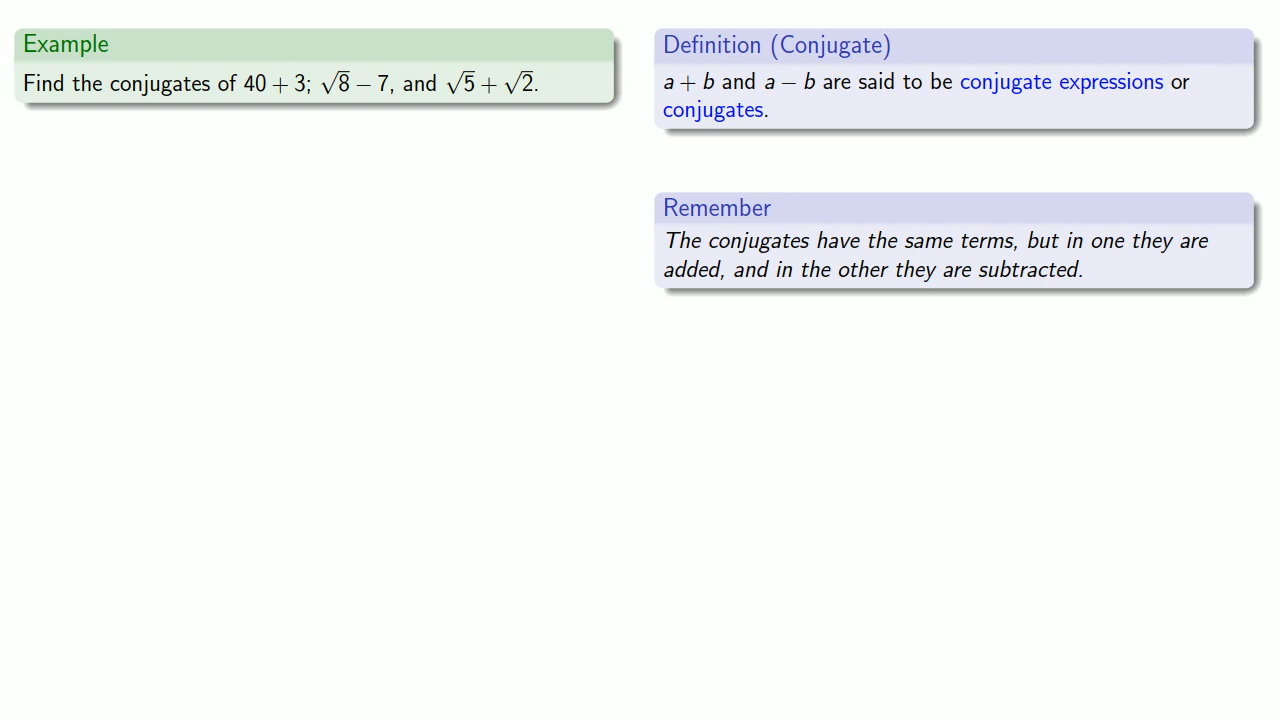 Example
Find the conjugates of 40 + 3; √8 − 7, and √5 + √2.
Definition (Conjugate)
a + b and a − b are said to be conjugate expressions or
conjugates.
Remember
The conjugates have the same terms, but in one they are
added, and in the other they are subtracted.